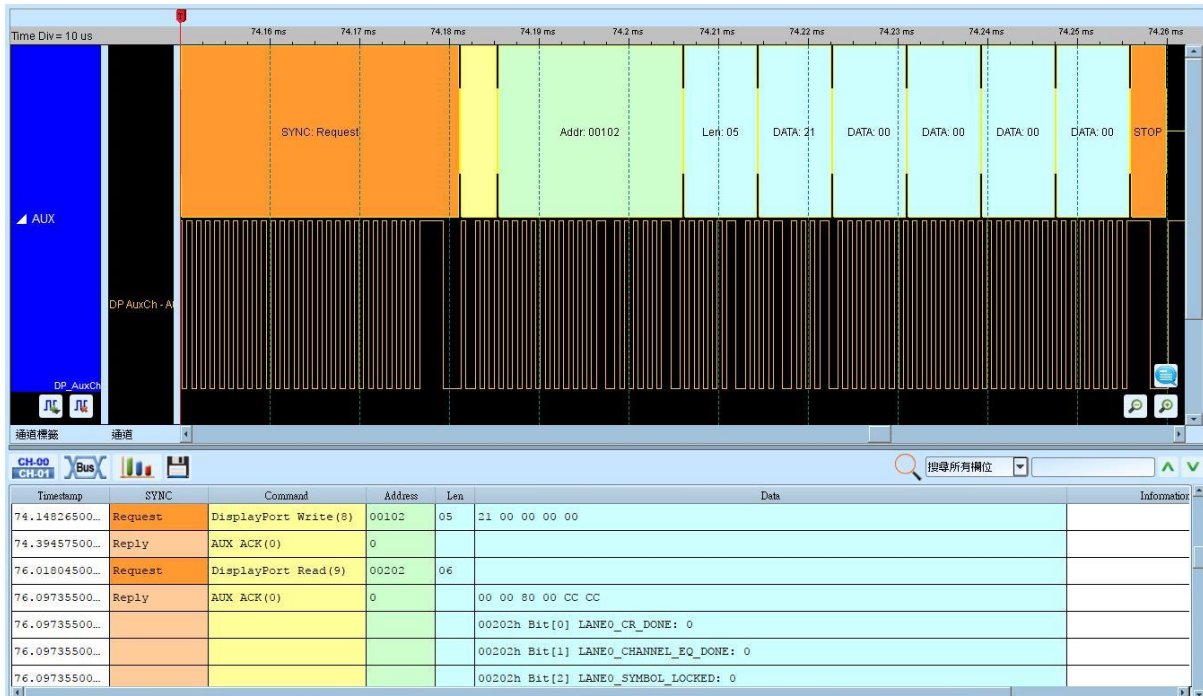 T
Time Div = 10 us
74.16 ms 74.17 ms 74.18 ms 74.19 ms 74.2 ms 74.21 ms 74.22 ms 74.23 ms 74.24 ms 74.25 ms 74.26 ms
SYNC: Request Addr: 00102 Len: 05 DATA: 21 DATA: 00 DATA: 00 DATA: 00 DATA: 00 STOP
AUX
DP AuxCh - A
DP_AuxCh
通道標籤 通道
CH-00
CH-01
Bus
搜尋所有欄位
Timestamp SYNC Command Address Len Data Information
74.14826500... Request DisplayPort Write(8) 00102 05 21 00 00 00 00
74.39457500... Reply AUX ACK(0) 0
76.01804500... Request DisplayPort Read(9) 00202 06
76.09735500... Reply AUX ACK(0) 0 00 00 80 00 CC CC
76.09735500... 00202h Bit[0] LANE0_CR_DONE: 0
76.09735500... 00202h Bit[1] LANE0_CHANNEL_EQ_DONE: 0
76.09735500... 00202h Bit[2] LANE0_SYMBOL_LOCKED: 0